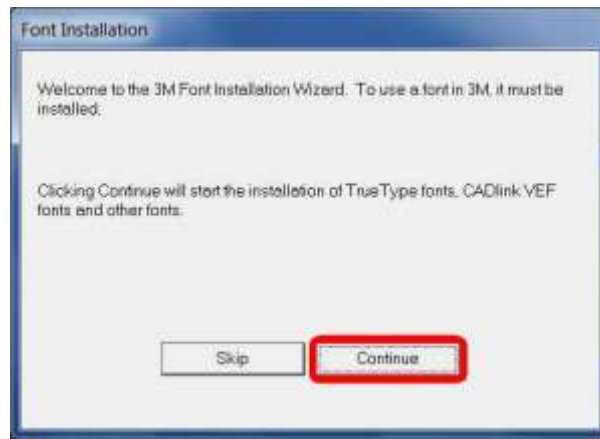 Font Installation
Welcome to the 3M Font Installation Wizard. To use a font in 3M, it must be
installed.
Clicking Continue will start the installation of TrueType fonts, CADlink VEF
fonts and other fonts.
Skip
Continue